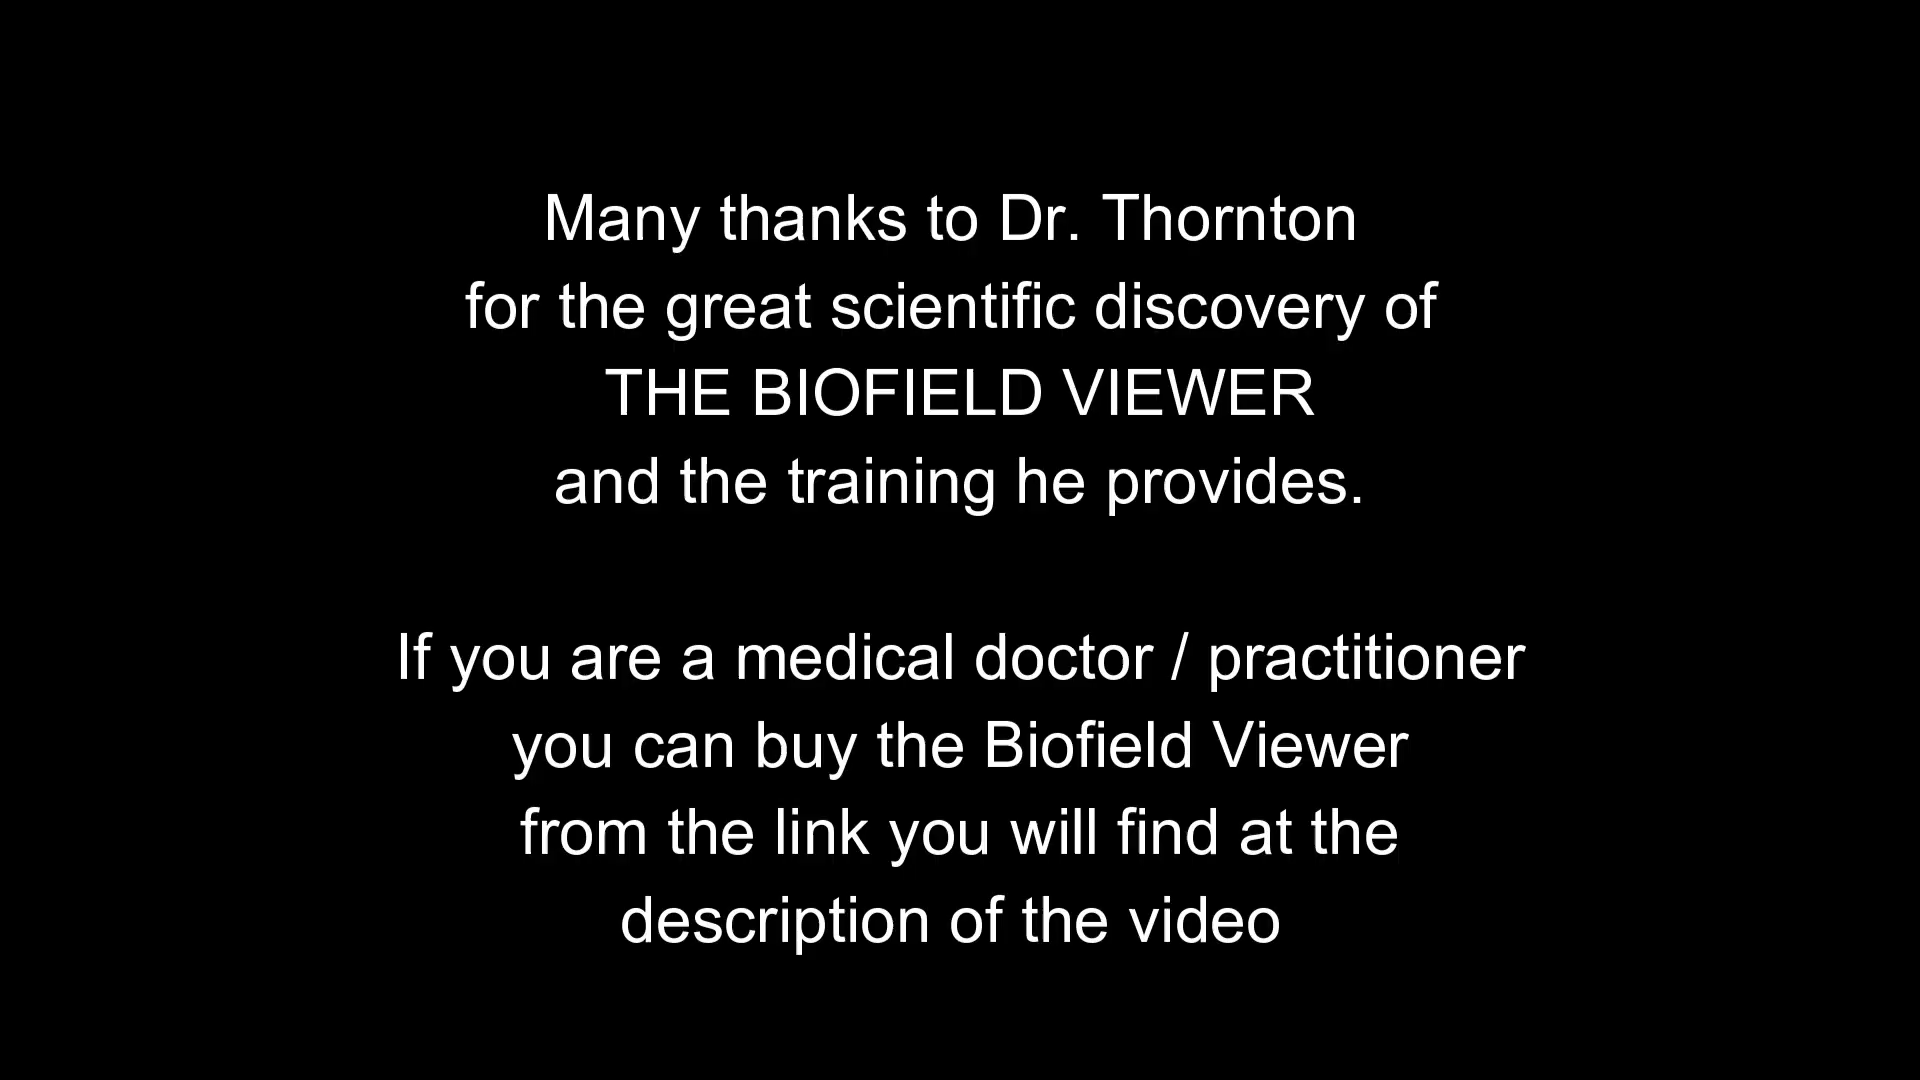 Many thanks to Dr. Thornton
for the great scientific discovery of
THE BIOFIELD VIEWER
and the training he provides.
If you are a medical doctor / practitioner
you can buy the Biofield Viewer
from the link you will find at the
description of the video